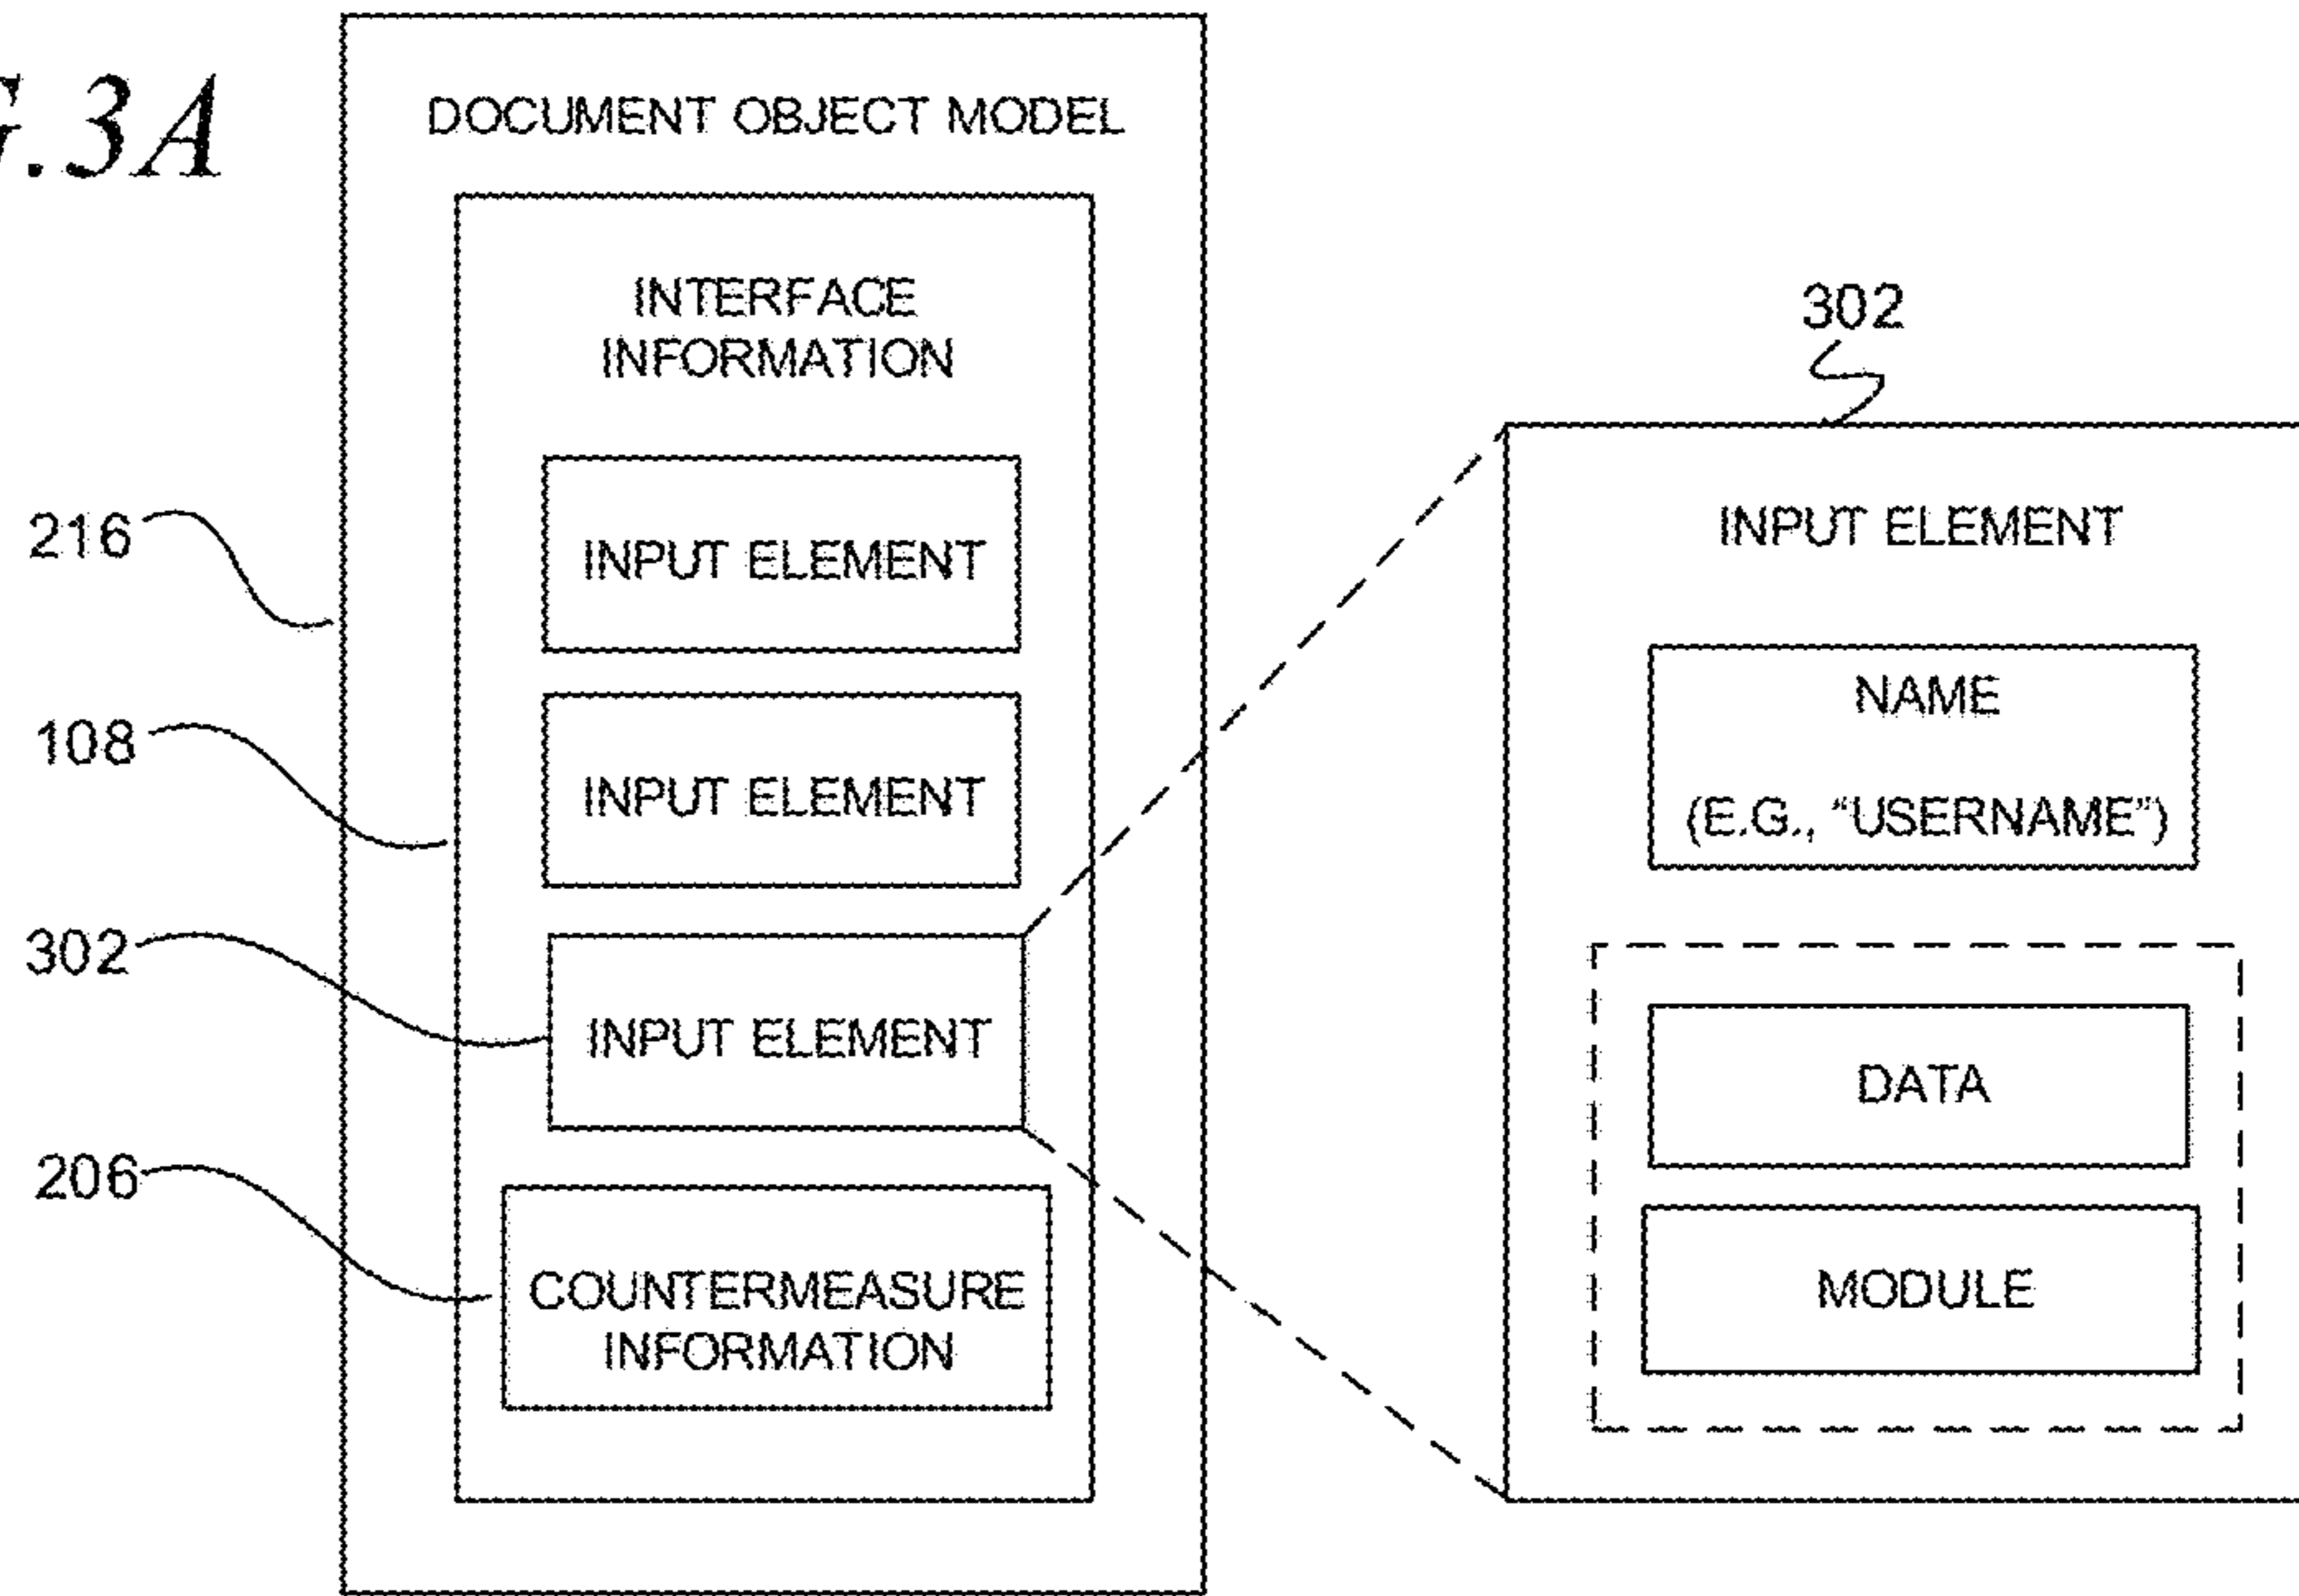 G.3A
DOCUMENT OBJECT MODEL
INTERFACE
INFORMATION
INPUT ELEMENT
INPUT ELEMENT
INPUT ELEMENT
COUNTERMEASURE
INFORMATION
216
108
302
206
302
INPUT ELEMENT
NAME
(E.G., “USERNAME”)
DATA
MODULE